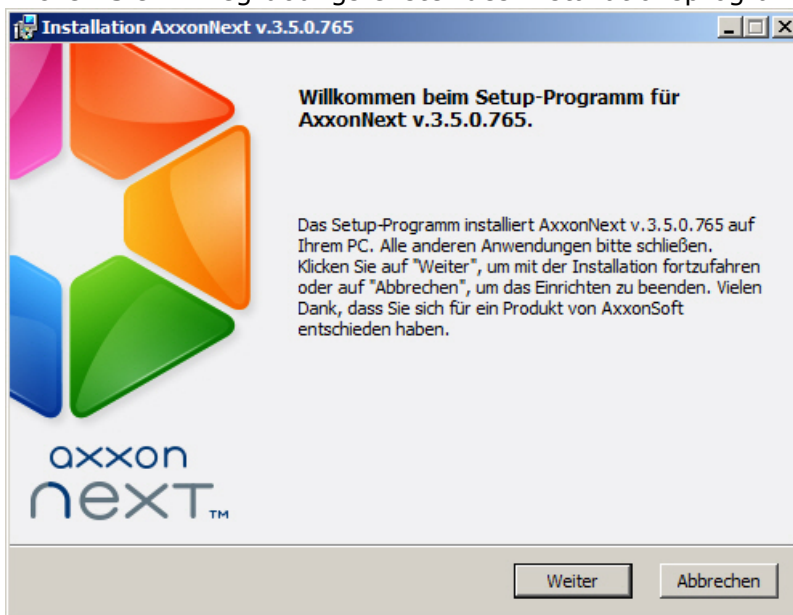 Installation AxxonNext v.3.5.0.765
Willkommen beim Setup-Programm für
AxxonNext v.3.5.0.765.
Das Setup-Programm installiert AxxonNext v.3.5.0.765 auf
Ihrem PC. Alle anderen Anwendungen bitte schließen.
Klicken Sie auf "Weiter", um mit der Installation fortzufahren
oder auf "Abbrechen", um das Einrichten zu beenden. Vielen
Dank, dass Sie sich für ein Produkt von AxxonSoft
entschieden haben.
axxon
next™
Weiter
Abbrechen